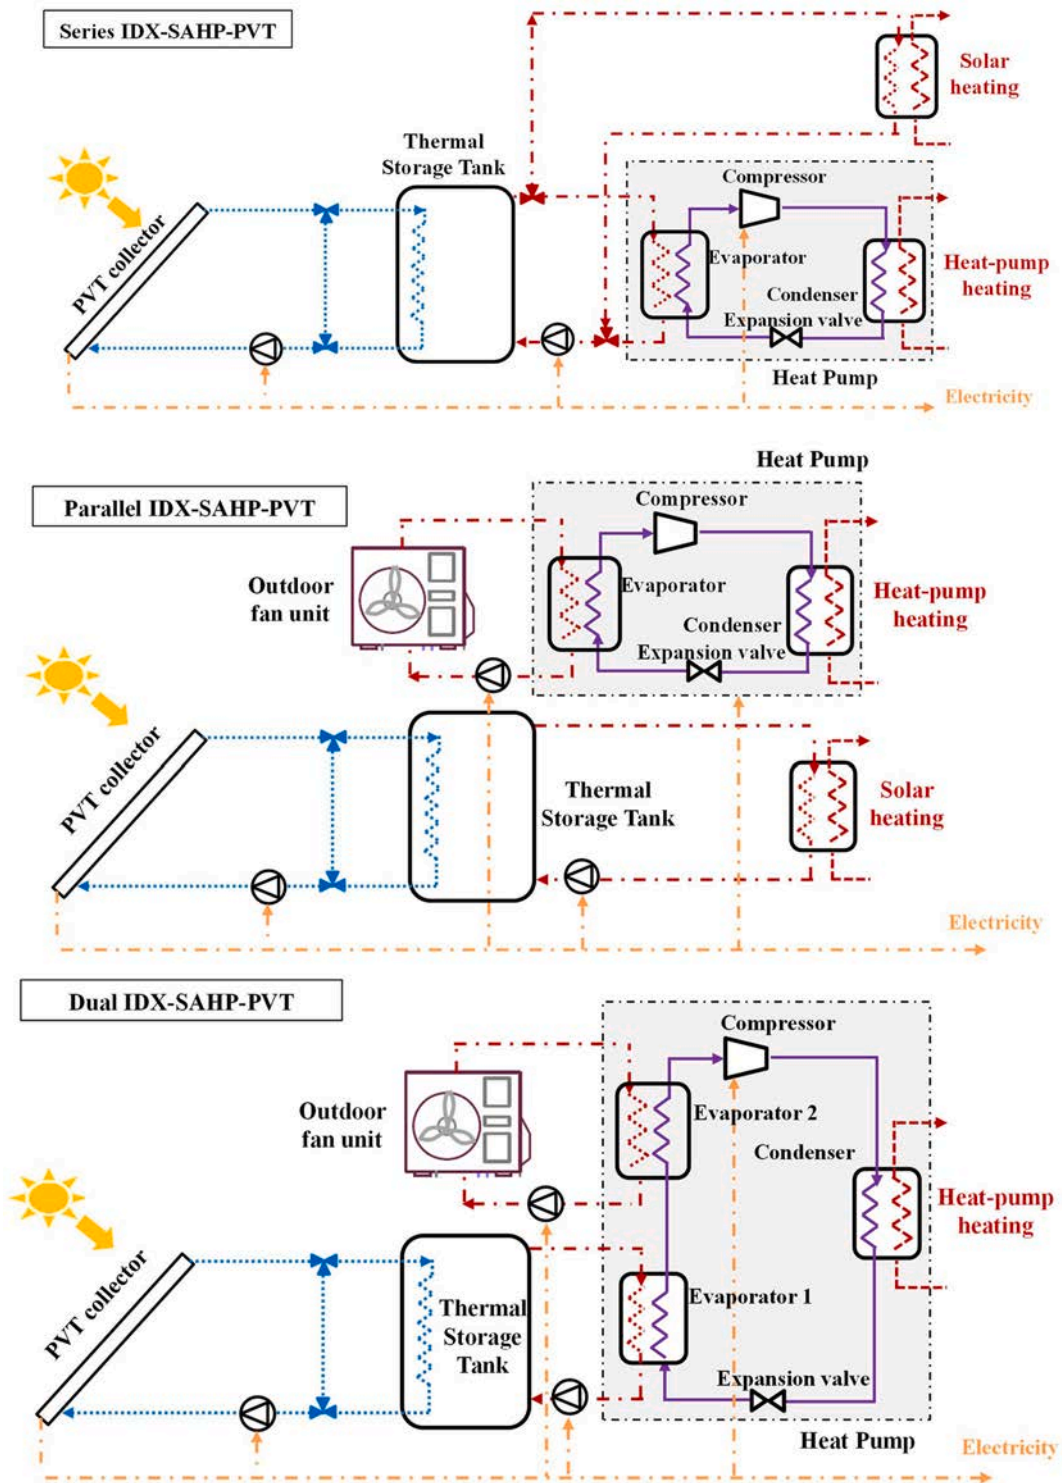 Series IDX-SAHP-PVT
Solar
heating
Thermal
Storage Tank
Compressor
PVT collector
Evaporator
Heat-pump
heating
Condenser
Expansion valve
Heat Pump
Electricity
Heat Pump
Parallel IDX-SAHP-PVT
Compressor
Outdoor
fan unit
Evaporator
Heat-pump
heating
Condenser
Expansion valve
PVT collector
Thermal
Storage Tank
Solar
heating
Electricity
Dual IDX-SAHP-PVT
Compressor
Outdoor
fan unit
Evaporator 2
Condenser
Heat-pump
heating
PVT collector
Thermal
Storage
Tank
Evaporator 1
Expansion valve
Heat Pump
Electricity